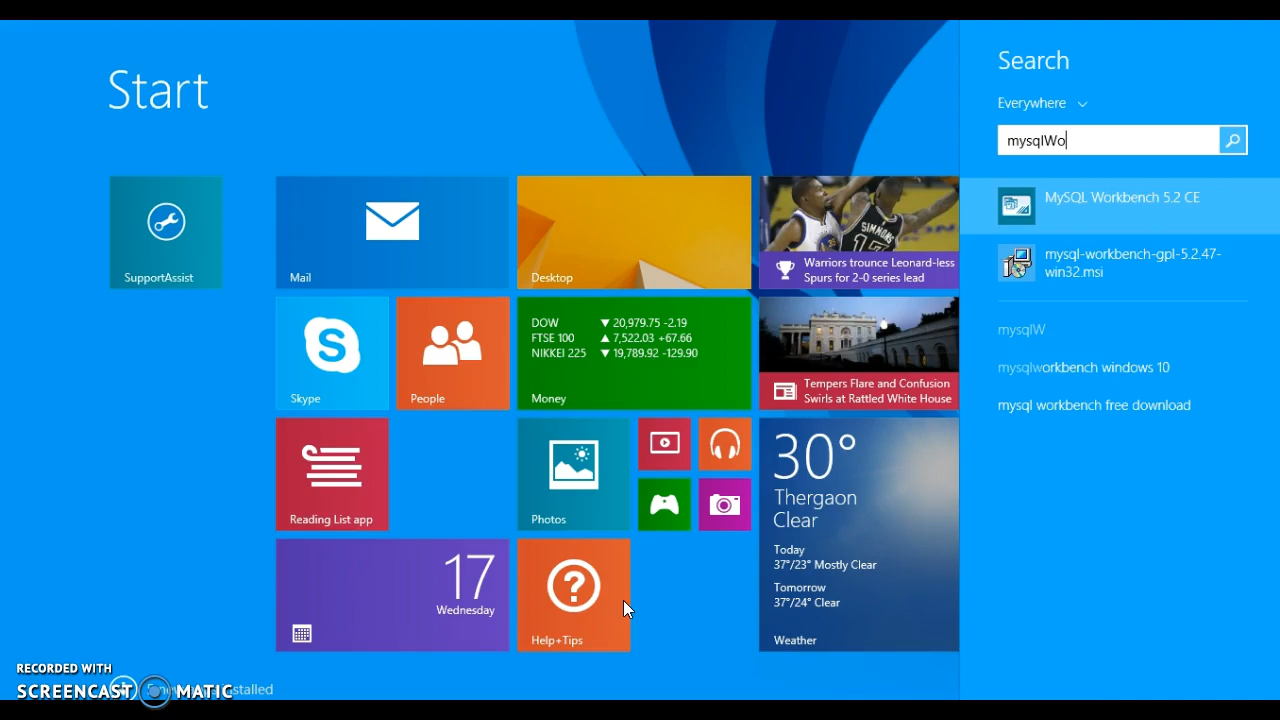 Start
Search
Everywhere
mysqlWo
MySQL Workbench 5.2 CE
mysql-workbench-gpl-5.2.47-
win32.msi
mysqlW
mysqlworkbench windows 10
mysql workbench free download
SupportAssist
Mail
Desktop
SIMMONS
17
Warriors trounce Leonard-less
Spurs for 2-0 series lead
Skype
People
DOW ▼ 20,979.75 -2.19
FTSE 100 ▲ 7,522.03 +67.66
NIKKEI 225 ▼ 19,789.92 -129.90
Money
Tempers Flare and Confusion
Swirls at Rattled White House
Reading List app
Photos
30°
Thergaon
Clear
Today
37°/23° Mostly Clear
Tomorrow
37°/24° Clear
Weather
17
Wednesday
Help+Tips
RECORDED WITH
SCREENCAST MATIC
installed